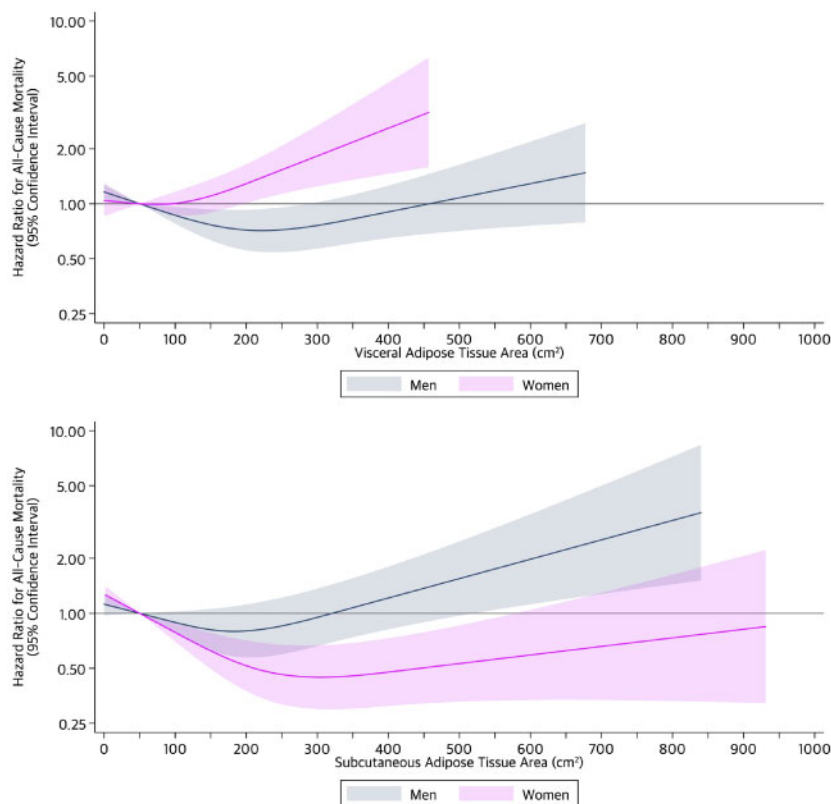 Hazard Ratio for All-Cause Mortality
(95% Confidence Interval)
10.00
5.00
2.00
1.00
0.50
0.25
0 100 200 300 400 500 600 700 800 900 1000
Visceral Adipose Tissue Area (cm²)
Men Women
Hazard Ratio for All-Cause Mortality
(95% Confidence Interval)
10.00
5.00
2.00
1.00
0.50
0.25
0 100 200 300 400 500 600 700 800 900 1000
Subcutaneous Adipose Tissue Area (cm²)
Men Women